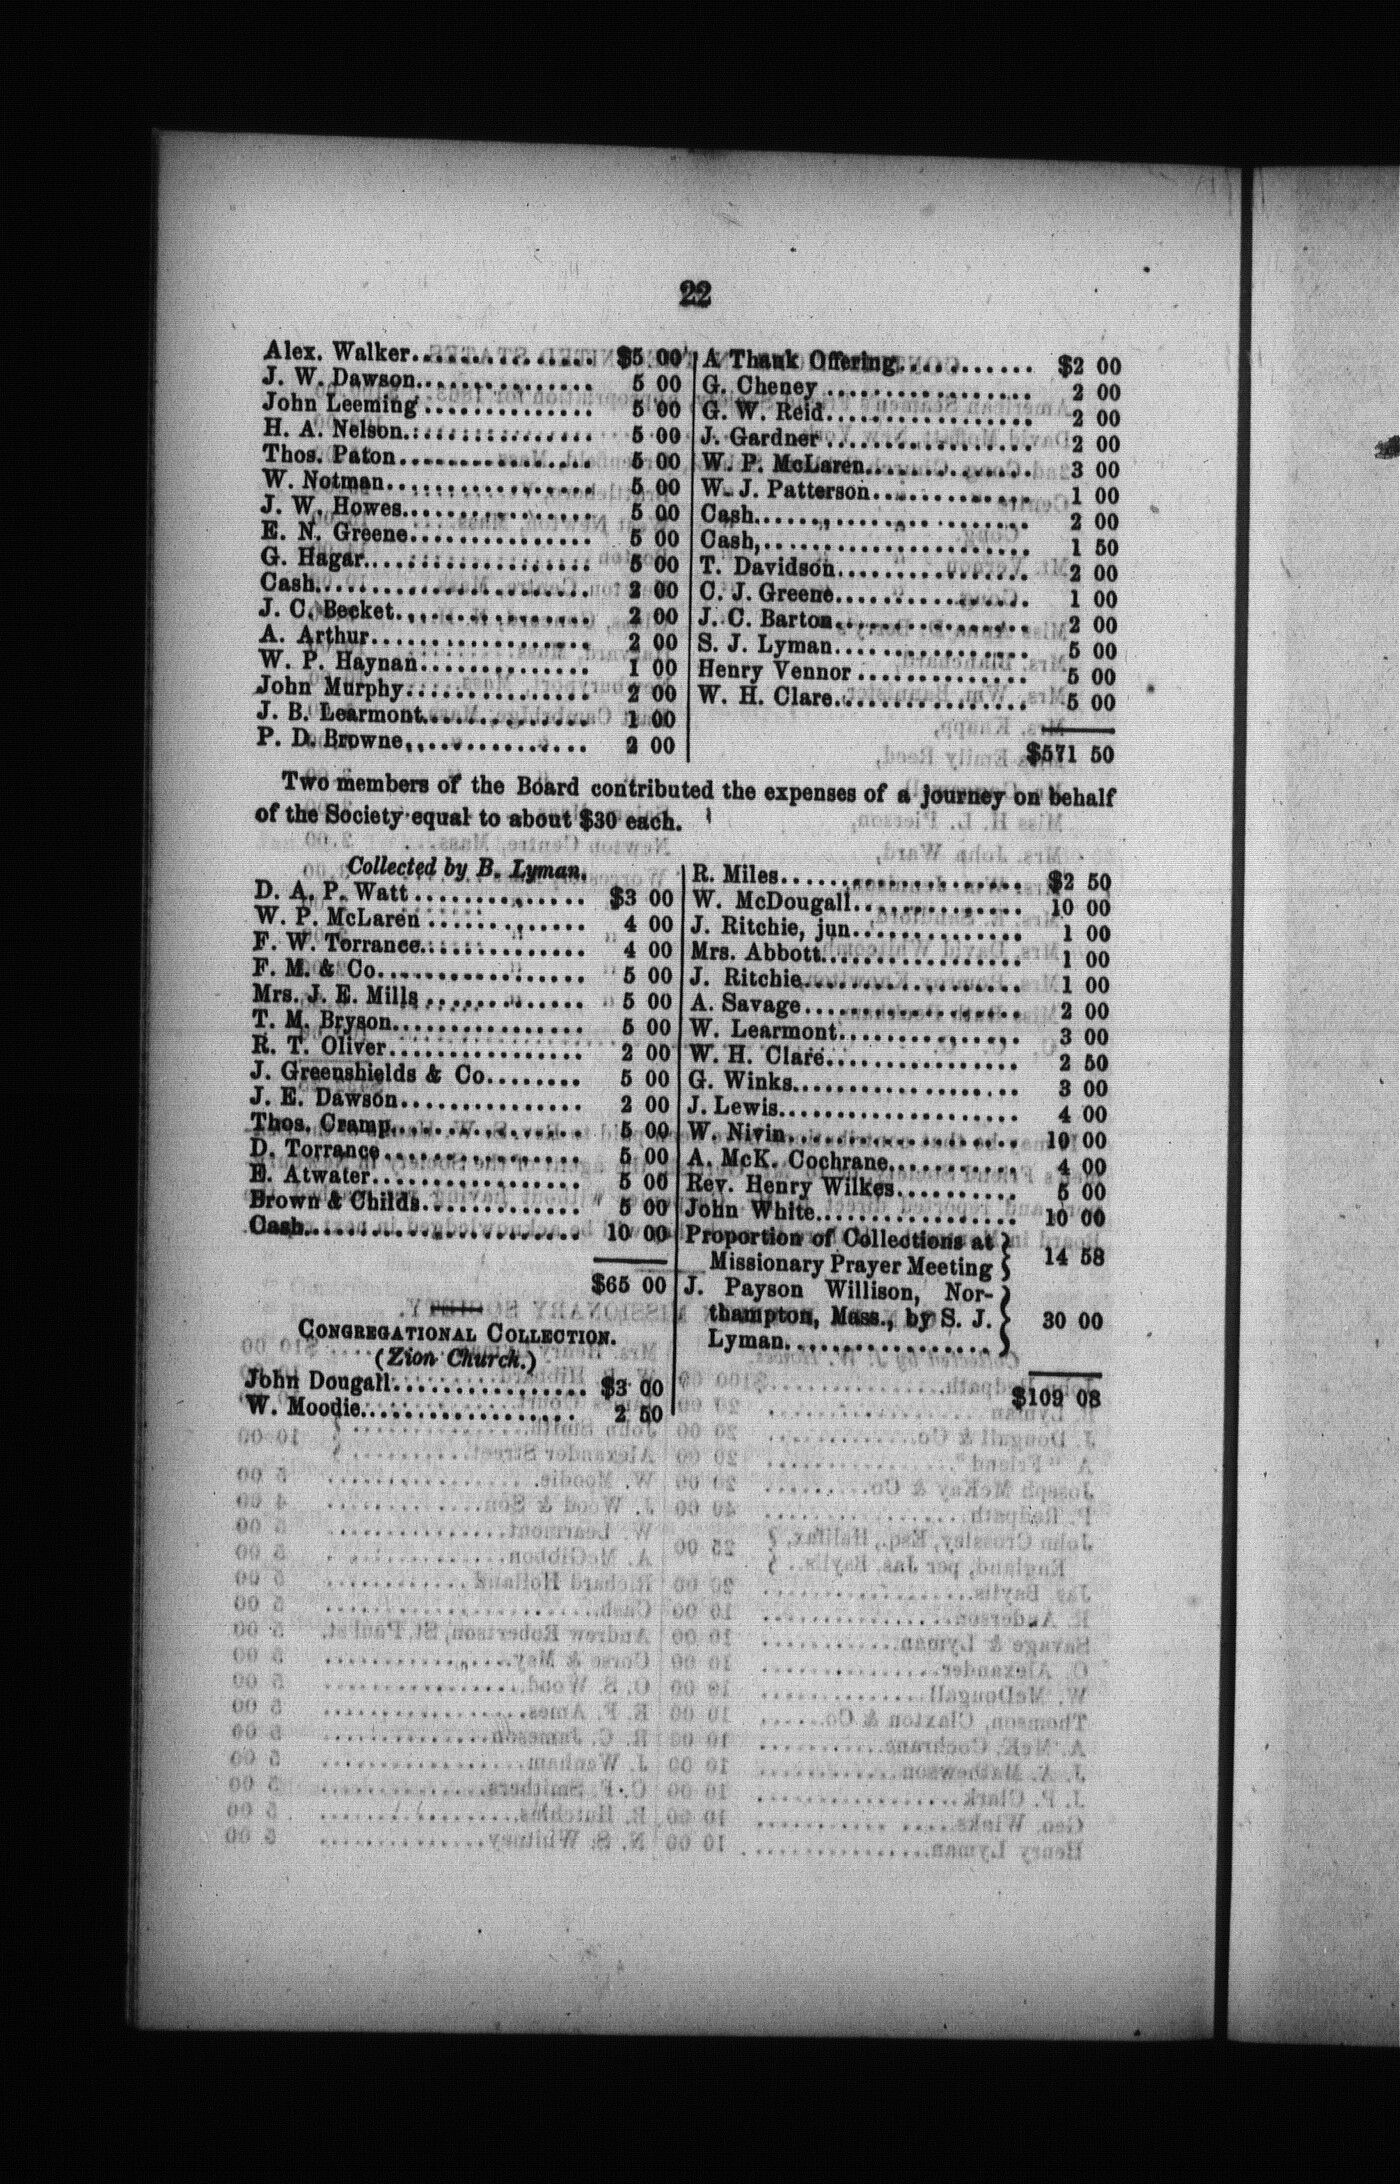 22
Alex. Walker............... $5 00
J. W. Dawson.............. 5 00
John Leeming.............. 5 00
H. A. Nelson............... 5 00
Thos. Paton................ 5 00
W. Notman................ 5 00
J. W. Howes............... 5 00
E. N. Greene.............. 5 00
G. Hagar.................. 5 00
Cash...................... 2 00
J. C. Becket............... 2 00
A. Arthur................. 2 00
W. P. Haynan............. 1 00
John Murphy.............. 2 00
J. B. Learmont............. 1 00
P. D. Browne.............. 2 00
A Thank Offering........... $2 00
G. Cheney................. 2 00
G. W. Reid................ 2 00
J. Gardner................ 2 00
W. P. McLaren............. 3 00
W. J. Patterson............ 1 00
Cash...................... 2 00
Cash,..................... 1 50
T. Davidson............... 2 00
C. J. Greene............... 1 00
J. C. Barton............... 2 00
S. J. Lyman............... 5 00
Henry Vennor............. 5 00
W. H. Clare............... 5 00
$571 50
Two members of the Board contributed the expenses of a journey on behalf
of the Society equal to about $30 each.
Collected by B. Lyman.
D. A. P. Watt.............. $3 00
W. P. McLaren............ 4 00
F. W. Torrance............. 4 00
F. M. & Co................ 5 00
Mrs. J. E. Mills............ 5 00
T. M. Bryson............... 5 00
R. T. Oliver............... 2 00
J. Greenshields & Co........ 5 00
J. E. Dawson.............. 2 00
Thos. Cramp............... 5 00
D. Torrance............... 5 00
E. Atwater................ 5 00
Brown & Childs............ 5 00
Cash...................... 10 00
$65 00
Congregational Collection.
(Zion Church.)
John Dougall............... $3 00
W. Moodie................. 2 50
R. Miles................... $2 50
W. McDougall............. 10 00
J. Ritchie, jun.............. 1 00
Mrs. Abbott................ 1 00
J. Ritchie................. 1 00
A. Savage................. 2 00
W. Learmont.............. 3 00
W. H. Clare............... 2 50
G. Winks.................. 3 00
J. Lewis................... 4 00
W. Nivin.................. 10 00
A. McK. Cochrane.......... 4 00
Rev. Henry Wilkes......... 5 00
John White................ 10 00
Proportion of Collections at
Missionary Prayer Meeting } 14 58
J. Payson Willison, Nor-
thampton, Mass., by S. J. } 30 00
Lyman.................
$109 08